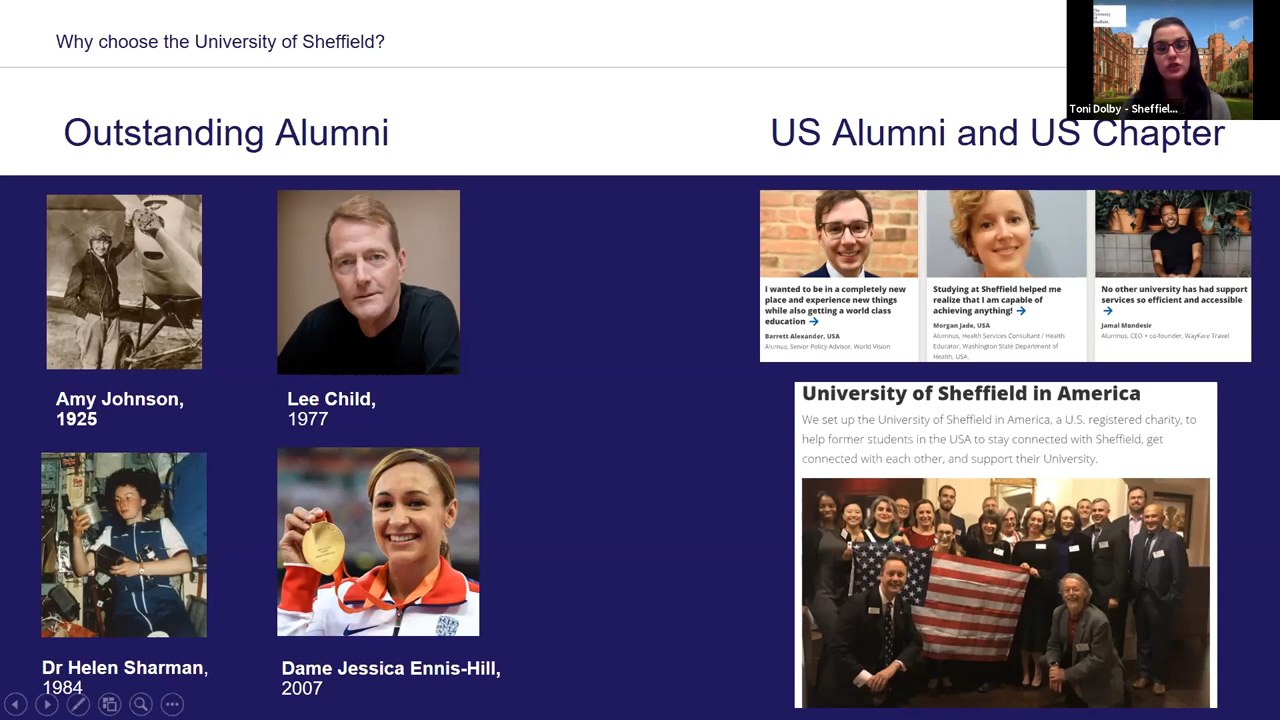 Why choose the University of Sheffield?
The
University
Of
Sheffield.
Toni Dolby - Sheffiel...
Outstanding Alumni
US Alumni and US Chapter
Amy Johnson,
1925
Lee Child,
1977
Dr Helen Sharman,
1984
Dame Jessica Ennis-Hill,
2007
I wanted to be in a completely new
place and experience new things
while also getting a world class
education →
Barrett Alexander, USA
Alumnus, Senior Policy Advisor, World Vision
Studying at Sheffield helped me
realize that I am capable of
achieving anything! →
Morgan Jade, USA
Alumnus, Health Services Consultant / Health
Educator, Washington State Department of
Health, USA.
No other university has had support
services so efficient and accessible
→
Jamal Mondesir
Alumnus, CEO + co-founder, WayFare Travel
University of Sheffield in America
We set up the University of Sheffield in America, a U.S. registered charity, to
help former students in the USA to stay connected with Sheffield, get
connected with each other, and support their University.